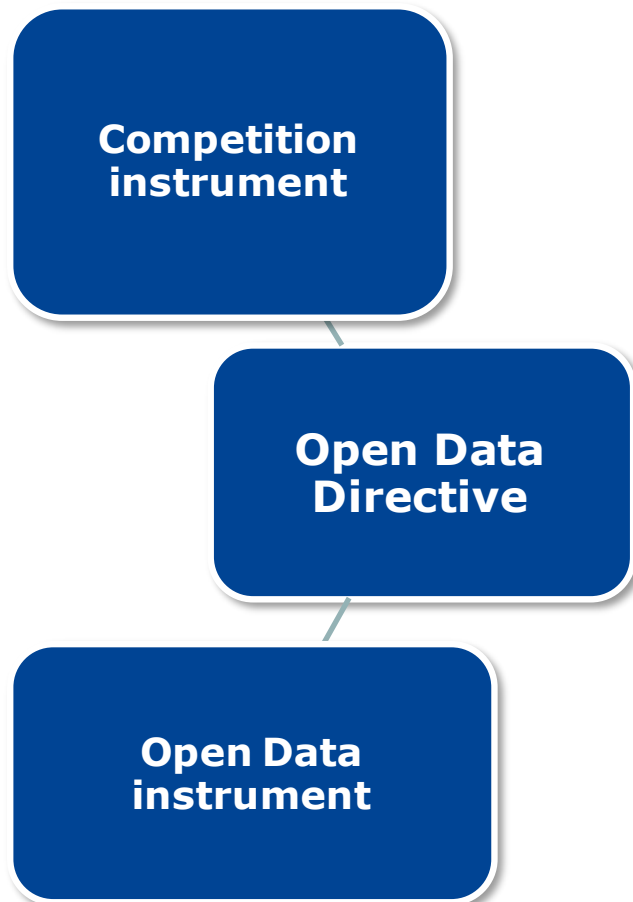 Competition
instrument
Open Data
Directive
Open Data
instrument